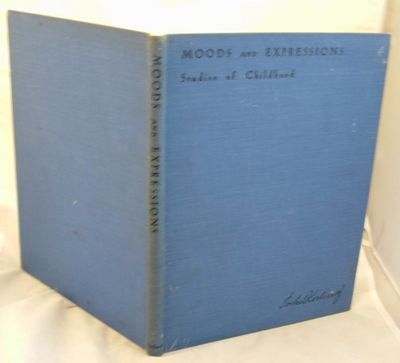 MOODS AND EXPRESSIONS
Studies of Childhood
MOODS AND EXPRESSIONS